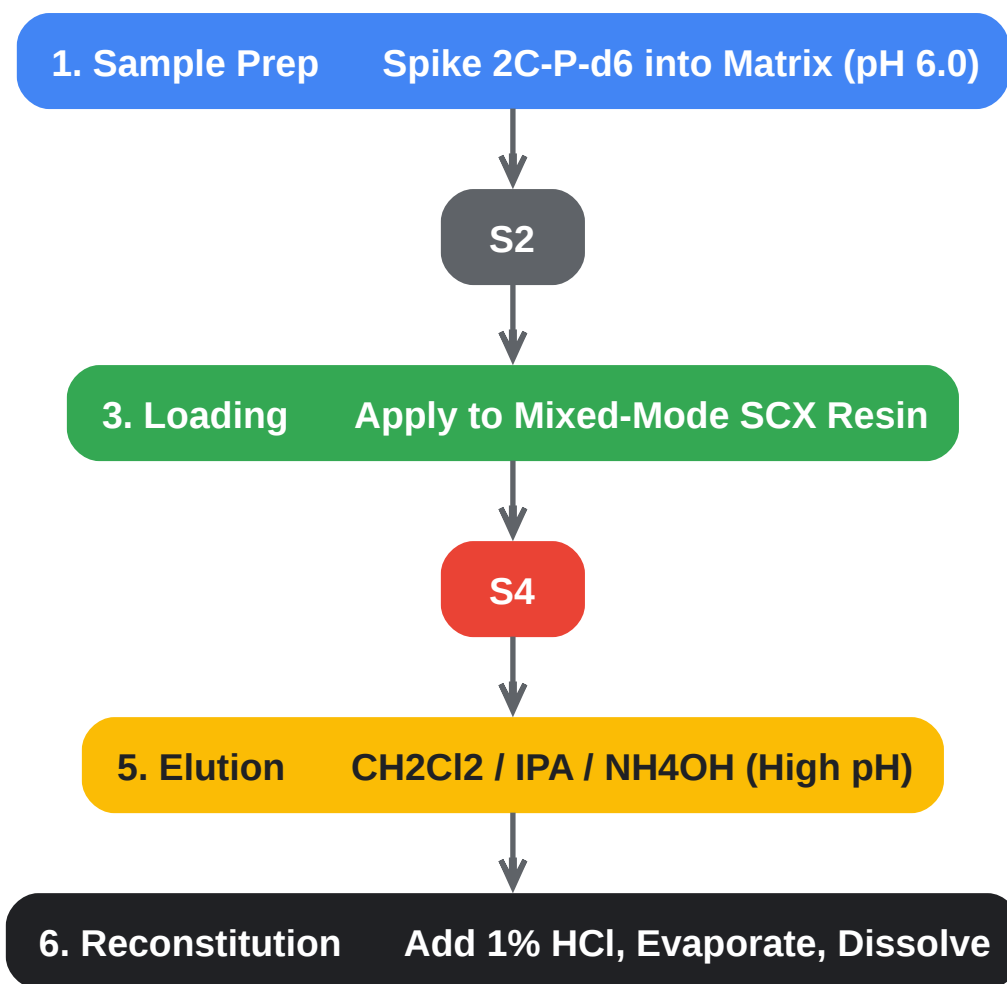 1. Sample Prep Spike 2C-P-d6 into Matrix (pH 6.0)
S2
3. Loading Apply to Mixed-Mode SCX Resin
S4
5. Elution CH2Cl2 / IPA / NH4OH (High pH)
6. Reconstitution Add 1% HCl, Evaporate, Dissolve